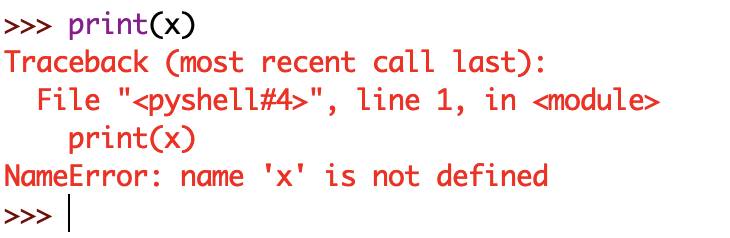 >>> print(x)
Traceback (most recent call last):
  File "<pyshell#4>", line 1, in <module>
    print(x)
NameError: name 'x' is not defined
>>>